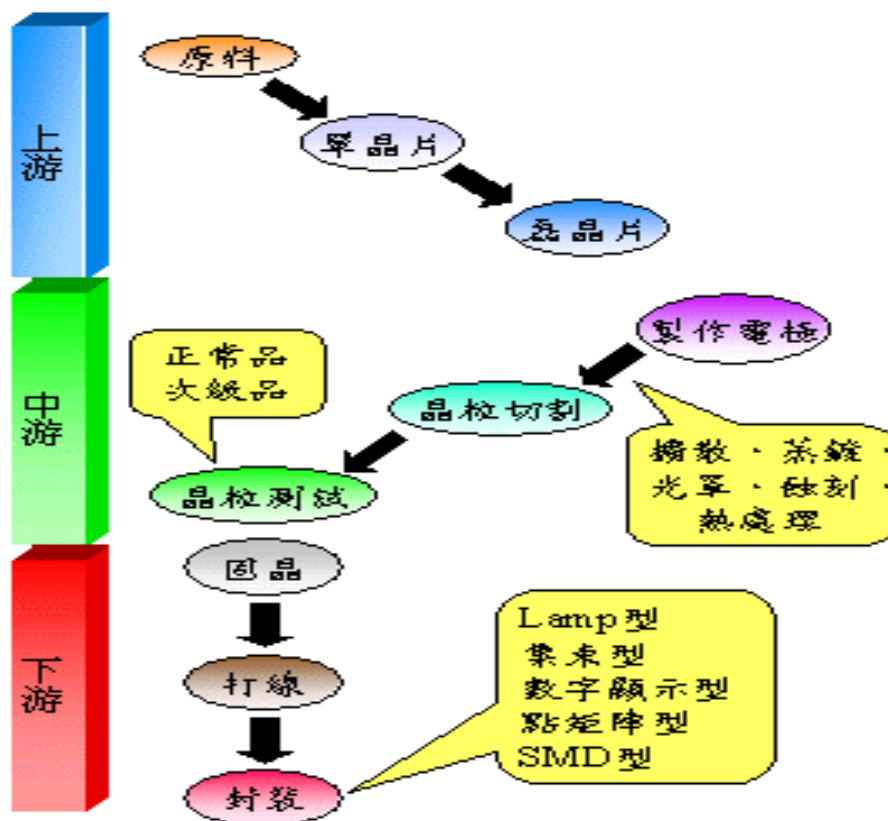 上游
原料
單晶片
磊晶片
中游
製作電極
擴散、蒸鍍、
光罩、蝕刻、
熱處理
晶粒切割
正常品
次級品
晶粒測試
下游
固晶
打線
封裝
Lamp型
集束型
數字顯示型
點矩陣型
SMD型